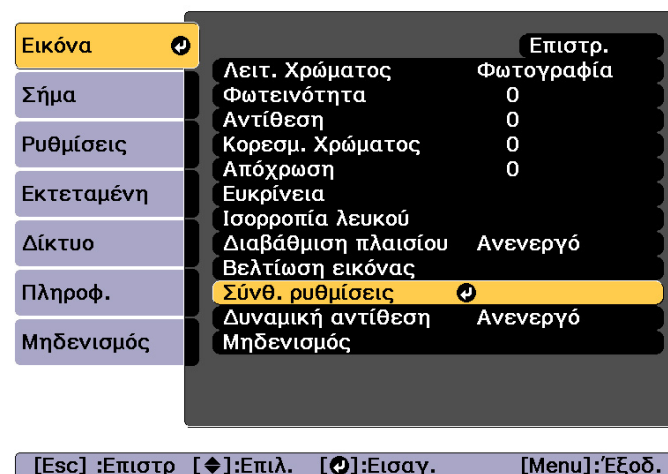 Εικόνα
Σήμα
Ρυθμίσεις
Εκτεταμένη
Δίκτυο
Πληροφ.
Μηδενισμός
Επιστρ.
Λειτ. Χρώματος Φωτογραφία
Φωτεινότητα 0
Αντίθεση 0
Κορεσμ. Χρώματος 0
Απόχρωση 0
Ευκρίνεια
Ισορροπία λευκού
Διαβάθμιση πλαισίου Ανενεργό
Βελτίωση εικόνας
Σύνθ. ρυθμίσεις
Δυναμική αντίθεση Ανενεργό
Μηδενισμός
[Esc] :Επιστρ [◆]:Επιλ. [↵]:Εισαγ. [Menu]:Έξοδ.